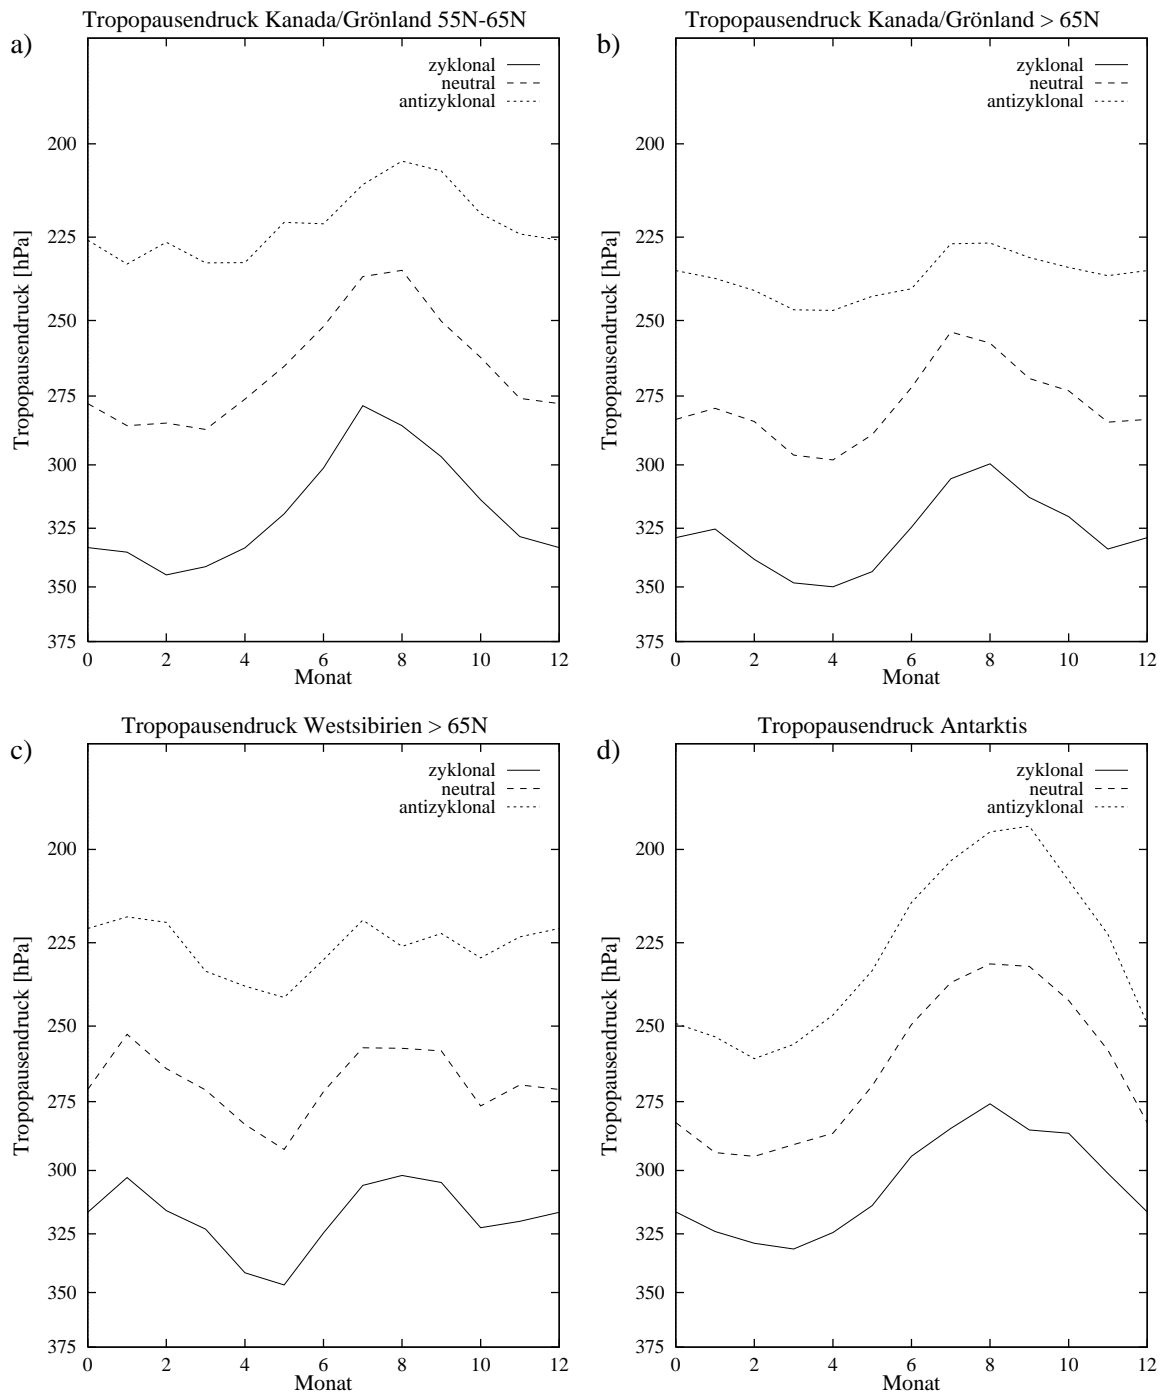 Tropopausendruck Kanada/Grönland 55N-65N
a)
zyklonal
neutral
antizyklonal
Tropopausendruck [hPa]
200
225
250
275
300
325
350
375
0 2 4 6 8 10 12
Monat
Tropopausendruck Kanada/Grönland > 65N
b)
zyklonal
neutral
antizyklonal
Tropopausendruck [hPa]
200
225
250
275
300
325
350
375
0 2 4 6 8 10 12
Monat
Tropopausendruck Westsibirien > 65N
c)
zyklonal
neutral
antizyklonal
Tropopausendruck [hPa]
200
225
250
275
300
325
350
375
0 2 4 6 8 10 12
Monat
Tropopausendruck Antarktis
d)
zyklonal
neutral
antizyklonal
Tropopausendruck [hPa]
200
225
250
275
300
325
350
375
0 2 4 6 8 10 12
Monat